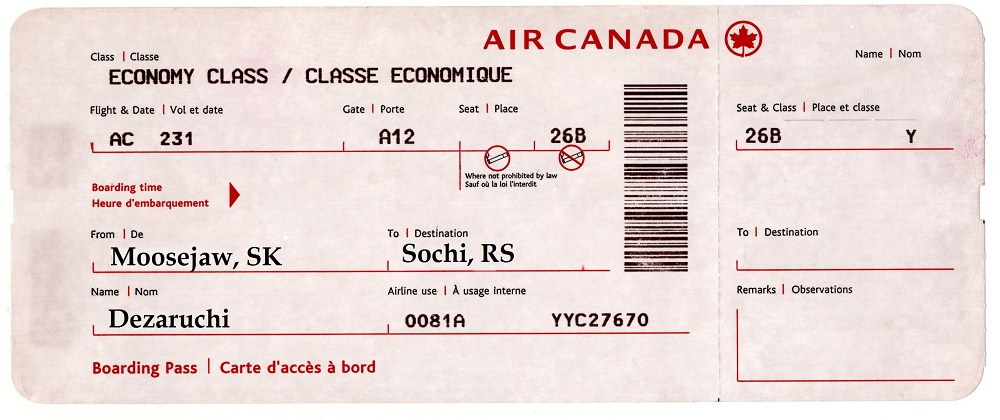 AIR CANADA
Class | Classe
ECONOMY CLASS / CLASSE ECONOMIQUE
Flight & Date | Vol et date
Gate | Porte
Seat | Place
AC 231
A12
26B
Where not prohibited by law
Sauf où la loi l'interdit
Boarding time
Heure d'embarquement
From | De
To | Destination
Moosejaw, SK
Sochi, RS
Name | Nom
Airline use | À usage interne
Dezaruchi
0081A
YYC27670
Boarding Pass | Carte d'accès à bord
Name | Nom
Seat & Class | Place et classe
26B Y
To | Destination
Remarks | Observations